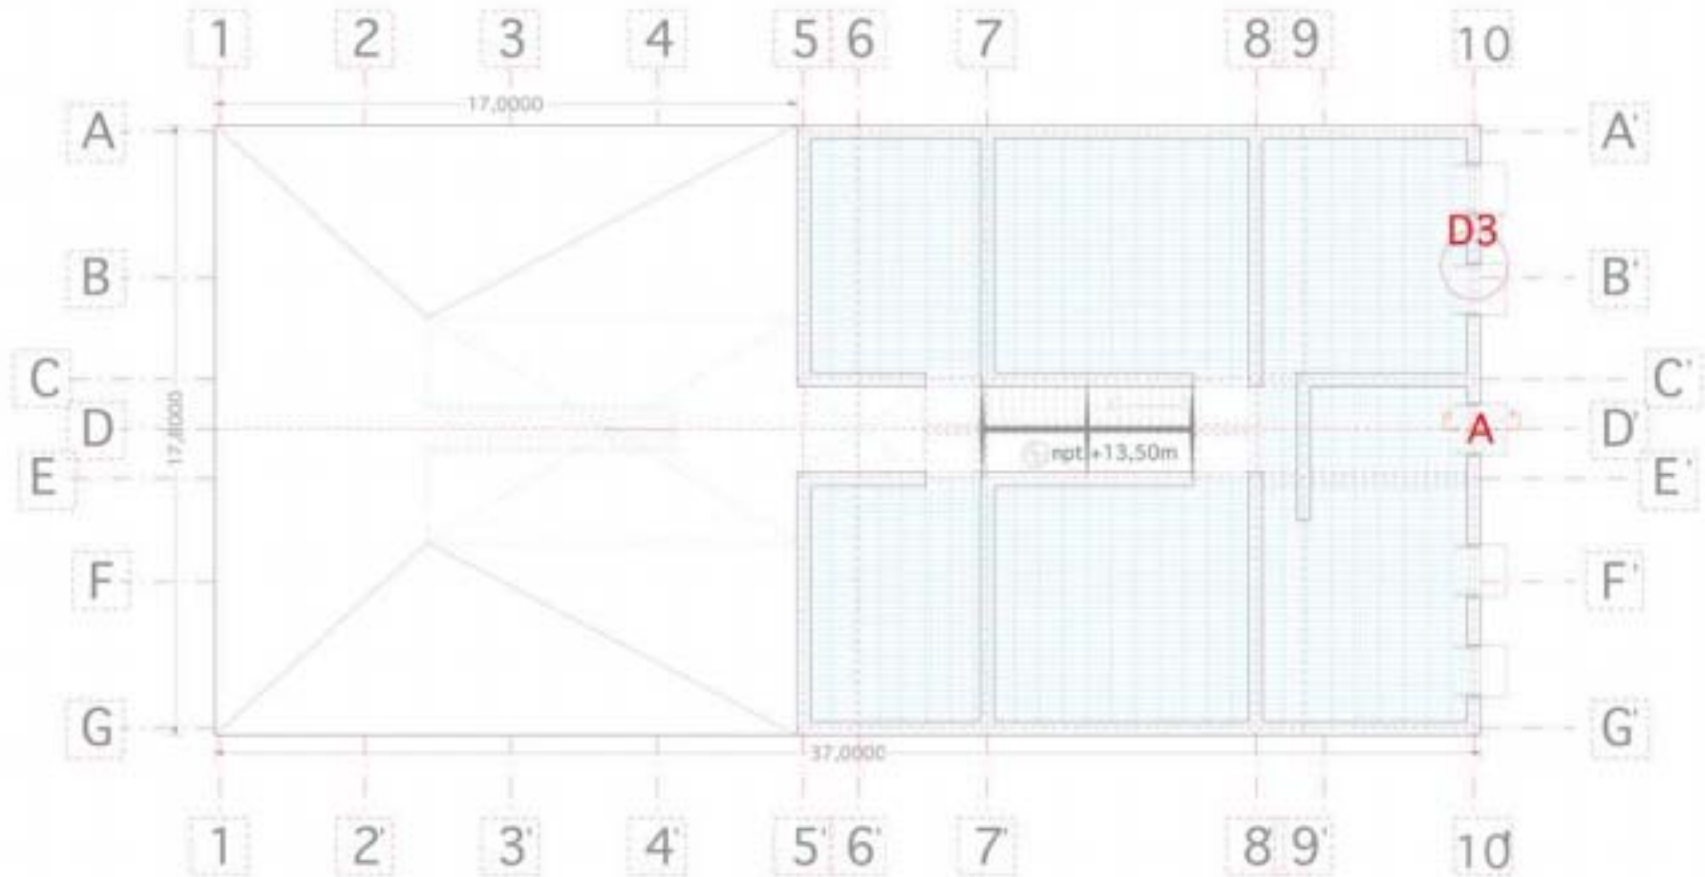 1 2 3 4 5 6 7 8 9 10
17,0000
A A'
D3
B B'
C C'
D A D'
17,8000
npt +13,50m
E E'
F F'
G G'
37,0000
1 2' 3' 4' 5' 6' 7' 8' 9' 10'